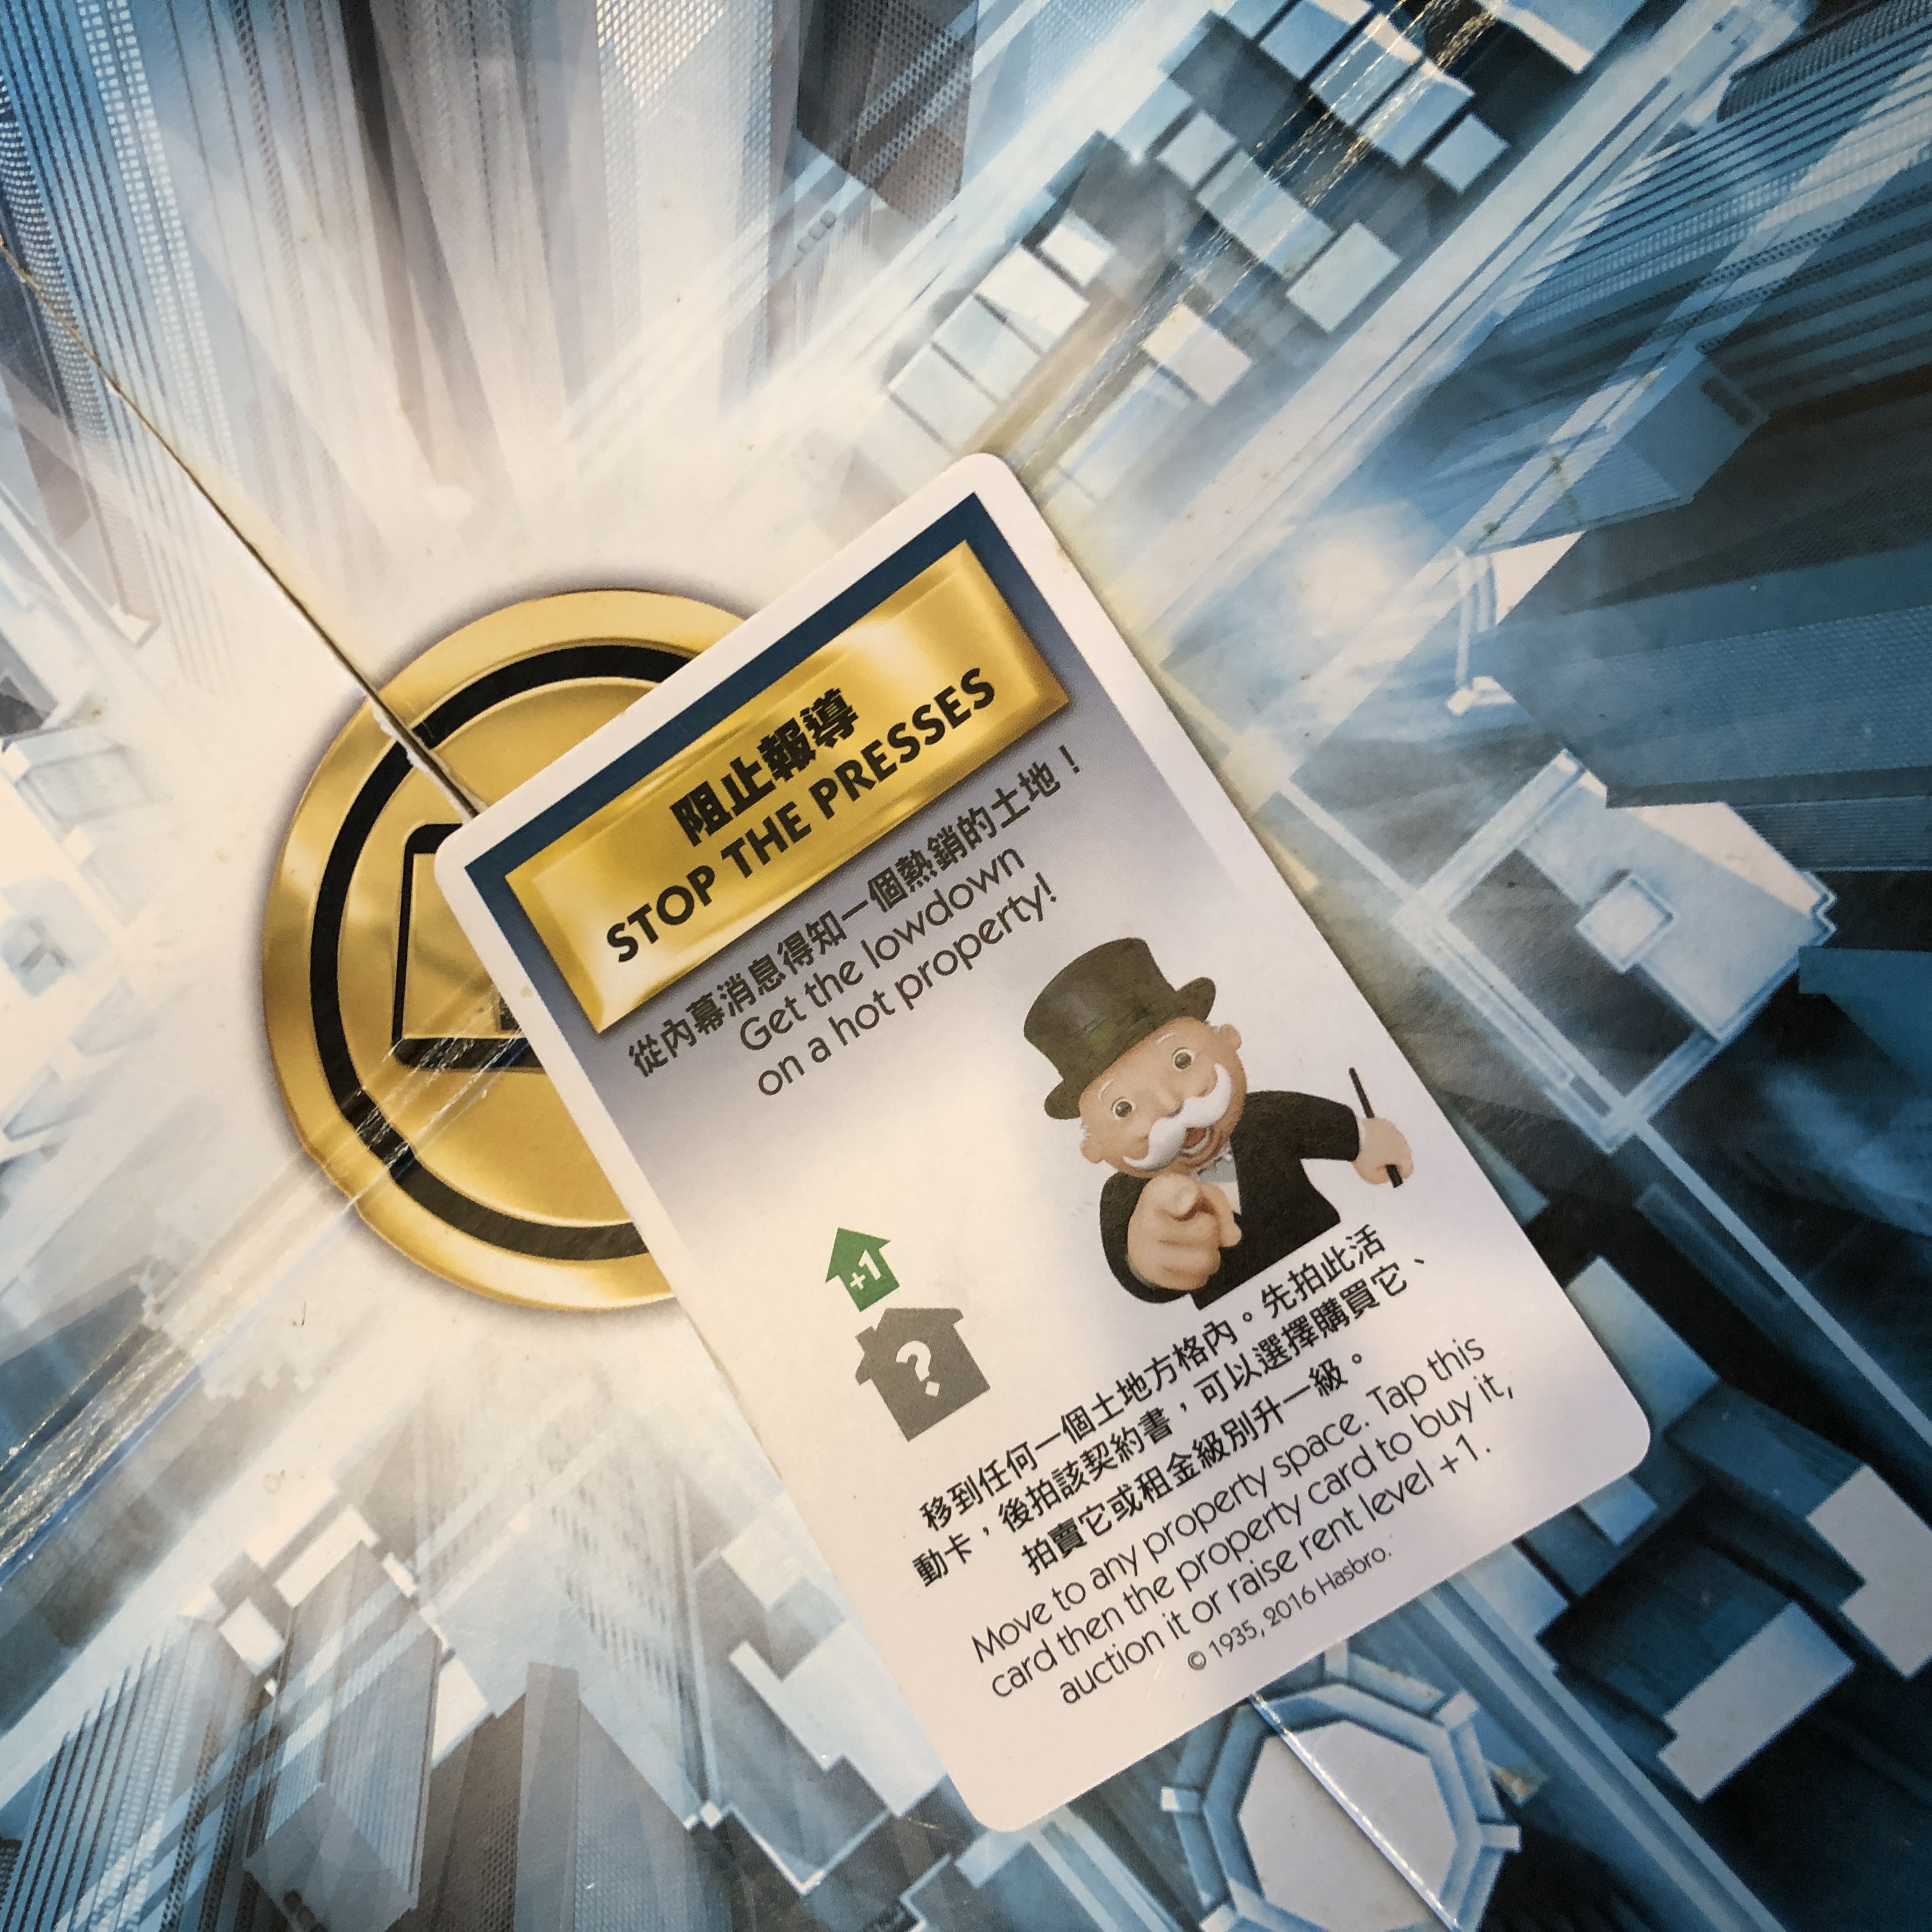 阻止報導
STOP THE PRESSES
從內幕消息得知一個熱銷的土地！
Get the lowdown
on a hot property!
+1
?
移到任何一個土地方格內。先拍此活
動卡，後拍該契約書，可以選擇購買它、
拍賣它或租金級別升一級。
Move to any property space. Tap this
card then the property card to buy it,
auction it or raise rent level +1.
© 1935, 2016 Hasbro.